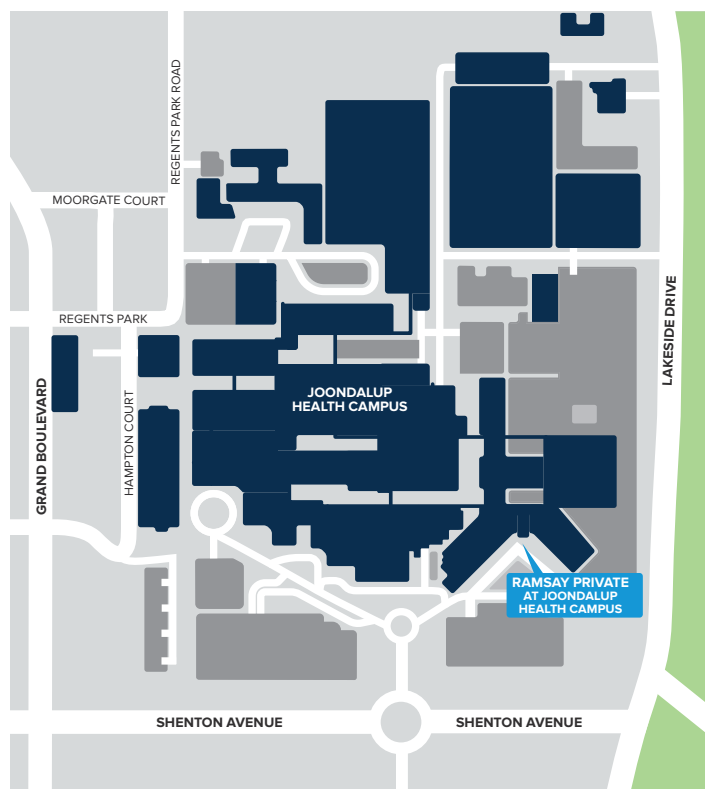 REGENTS PARK ROAD
MOORGATE COURT
REGENTS PARK
LAKESIDE DRIVE
JOONDALUP
HEALTH CAMPUS
HAMPTON COURT
GRAND BOULEVARD
RAMSAY PRIVATE
AT JOONDALUP
HEALTH CAMPUS
SHENTON AVENUE
SHENTON AVENUE